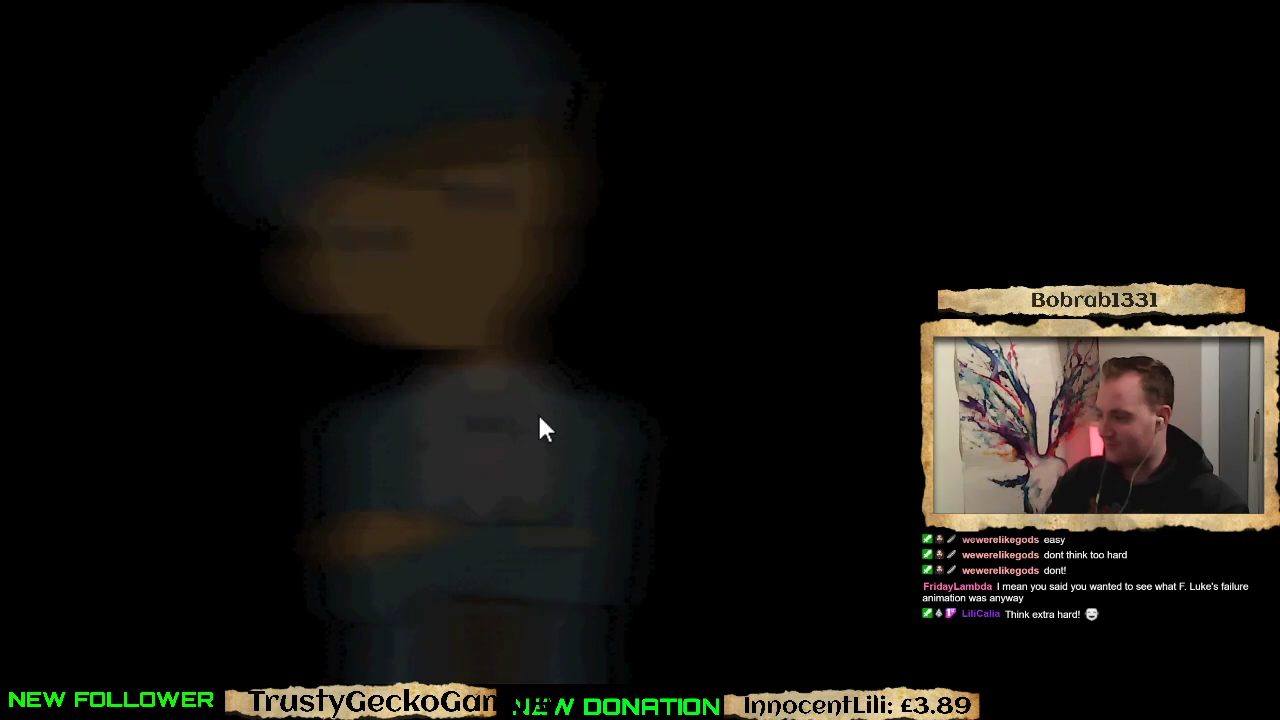 Bobrab1331
wewerelikegods easy
wewerelikegods dont think too hard
wewerelikegods dont!
FridayLambda I mean you said you wanted to see what F. Luke's failure
animation was anyway
LiliCalia Think extra hard!
NEW FOLLOWER TrustyGeckoGam NEW DONATION InnocentLili: £3.89